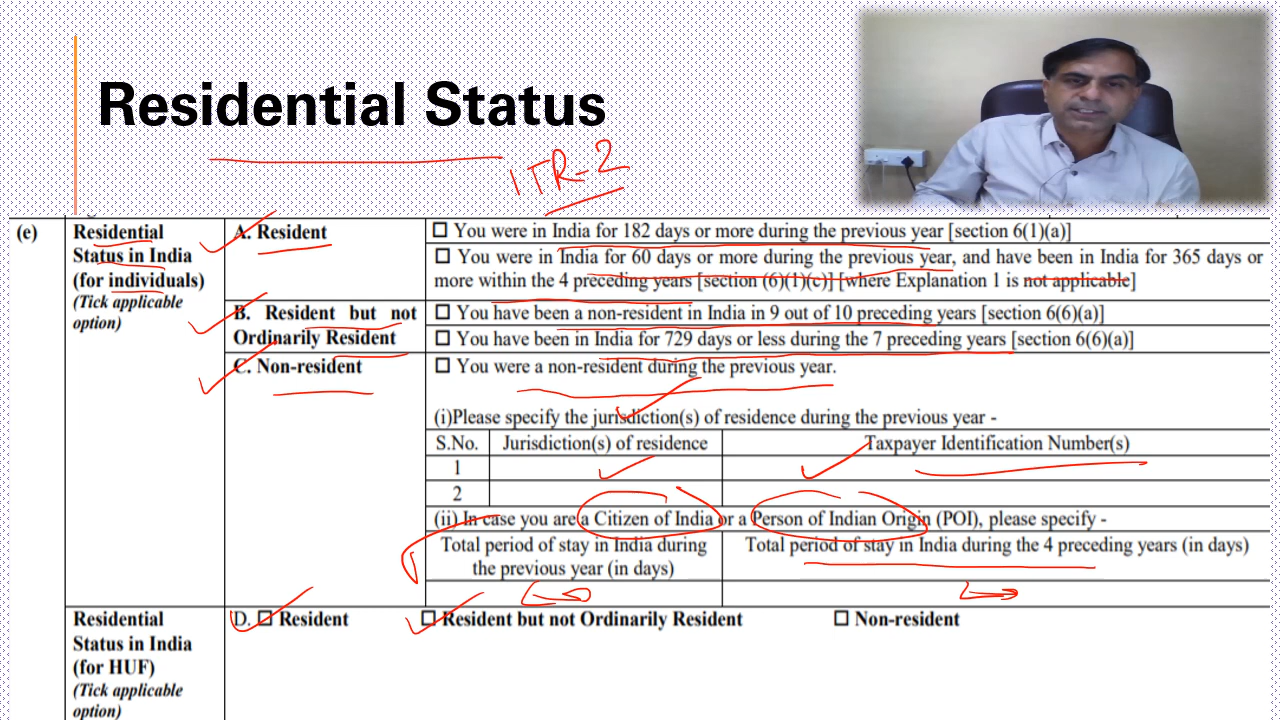 Residential Status
ITR-2
(e)
Residential
Status in India
(for individuals)
(Tick applicable
option)
A. Resident
☐ You were in India for 182 days or more during the previous year [section 6(1)(a)]
☐ You were in India for 60 days or more during the previous year, and have been in India for 365 days or
more within the 4 preceding years [section (6)(1)(c)] [where Explanation 1 is not applicable]
B. Resident but not
Ordinarily Resident
☐ You have been a non-resident in India in 9 out of 10 preceding years [section 6(6)(a)]
☐ You have been in India for 729 days or less during the 7 preceding years [section 6(6)(a)]
C. Non-resident
☐ You were a non-resident during the previous year.
(i)Please specify the jurisdiction(s) of residence during the previous year -
S.No. Jurisdiction(s) of residence Taxpayer Identification Number(s)
1
2
(ii) In case you are a Citizen of India or a Person of Indian Origin (POI), please specify -
Total period of stay in India during
the previous year (in days)
Total period of stay in India during the 4 preceding years (in days)
Residential
Status in India
(for HUF)
(Tick applicable
option)
D. ☐ Resident ☐ Resident but not Ordinarily Resident ☐ Non-resident